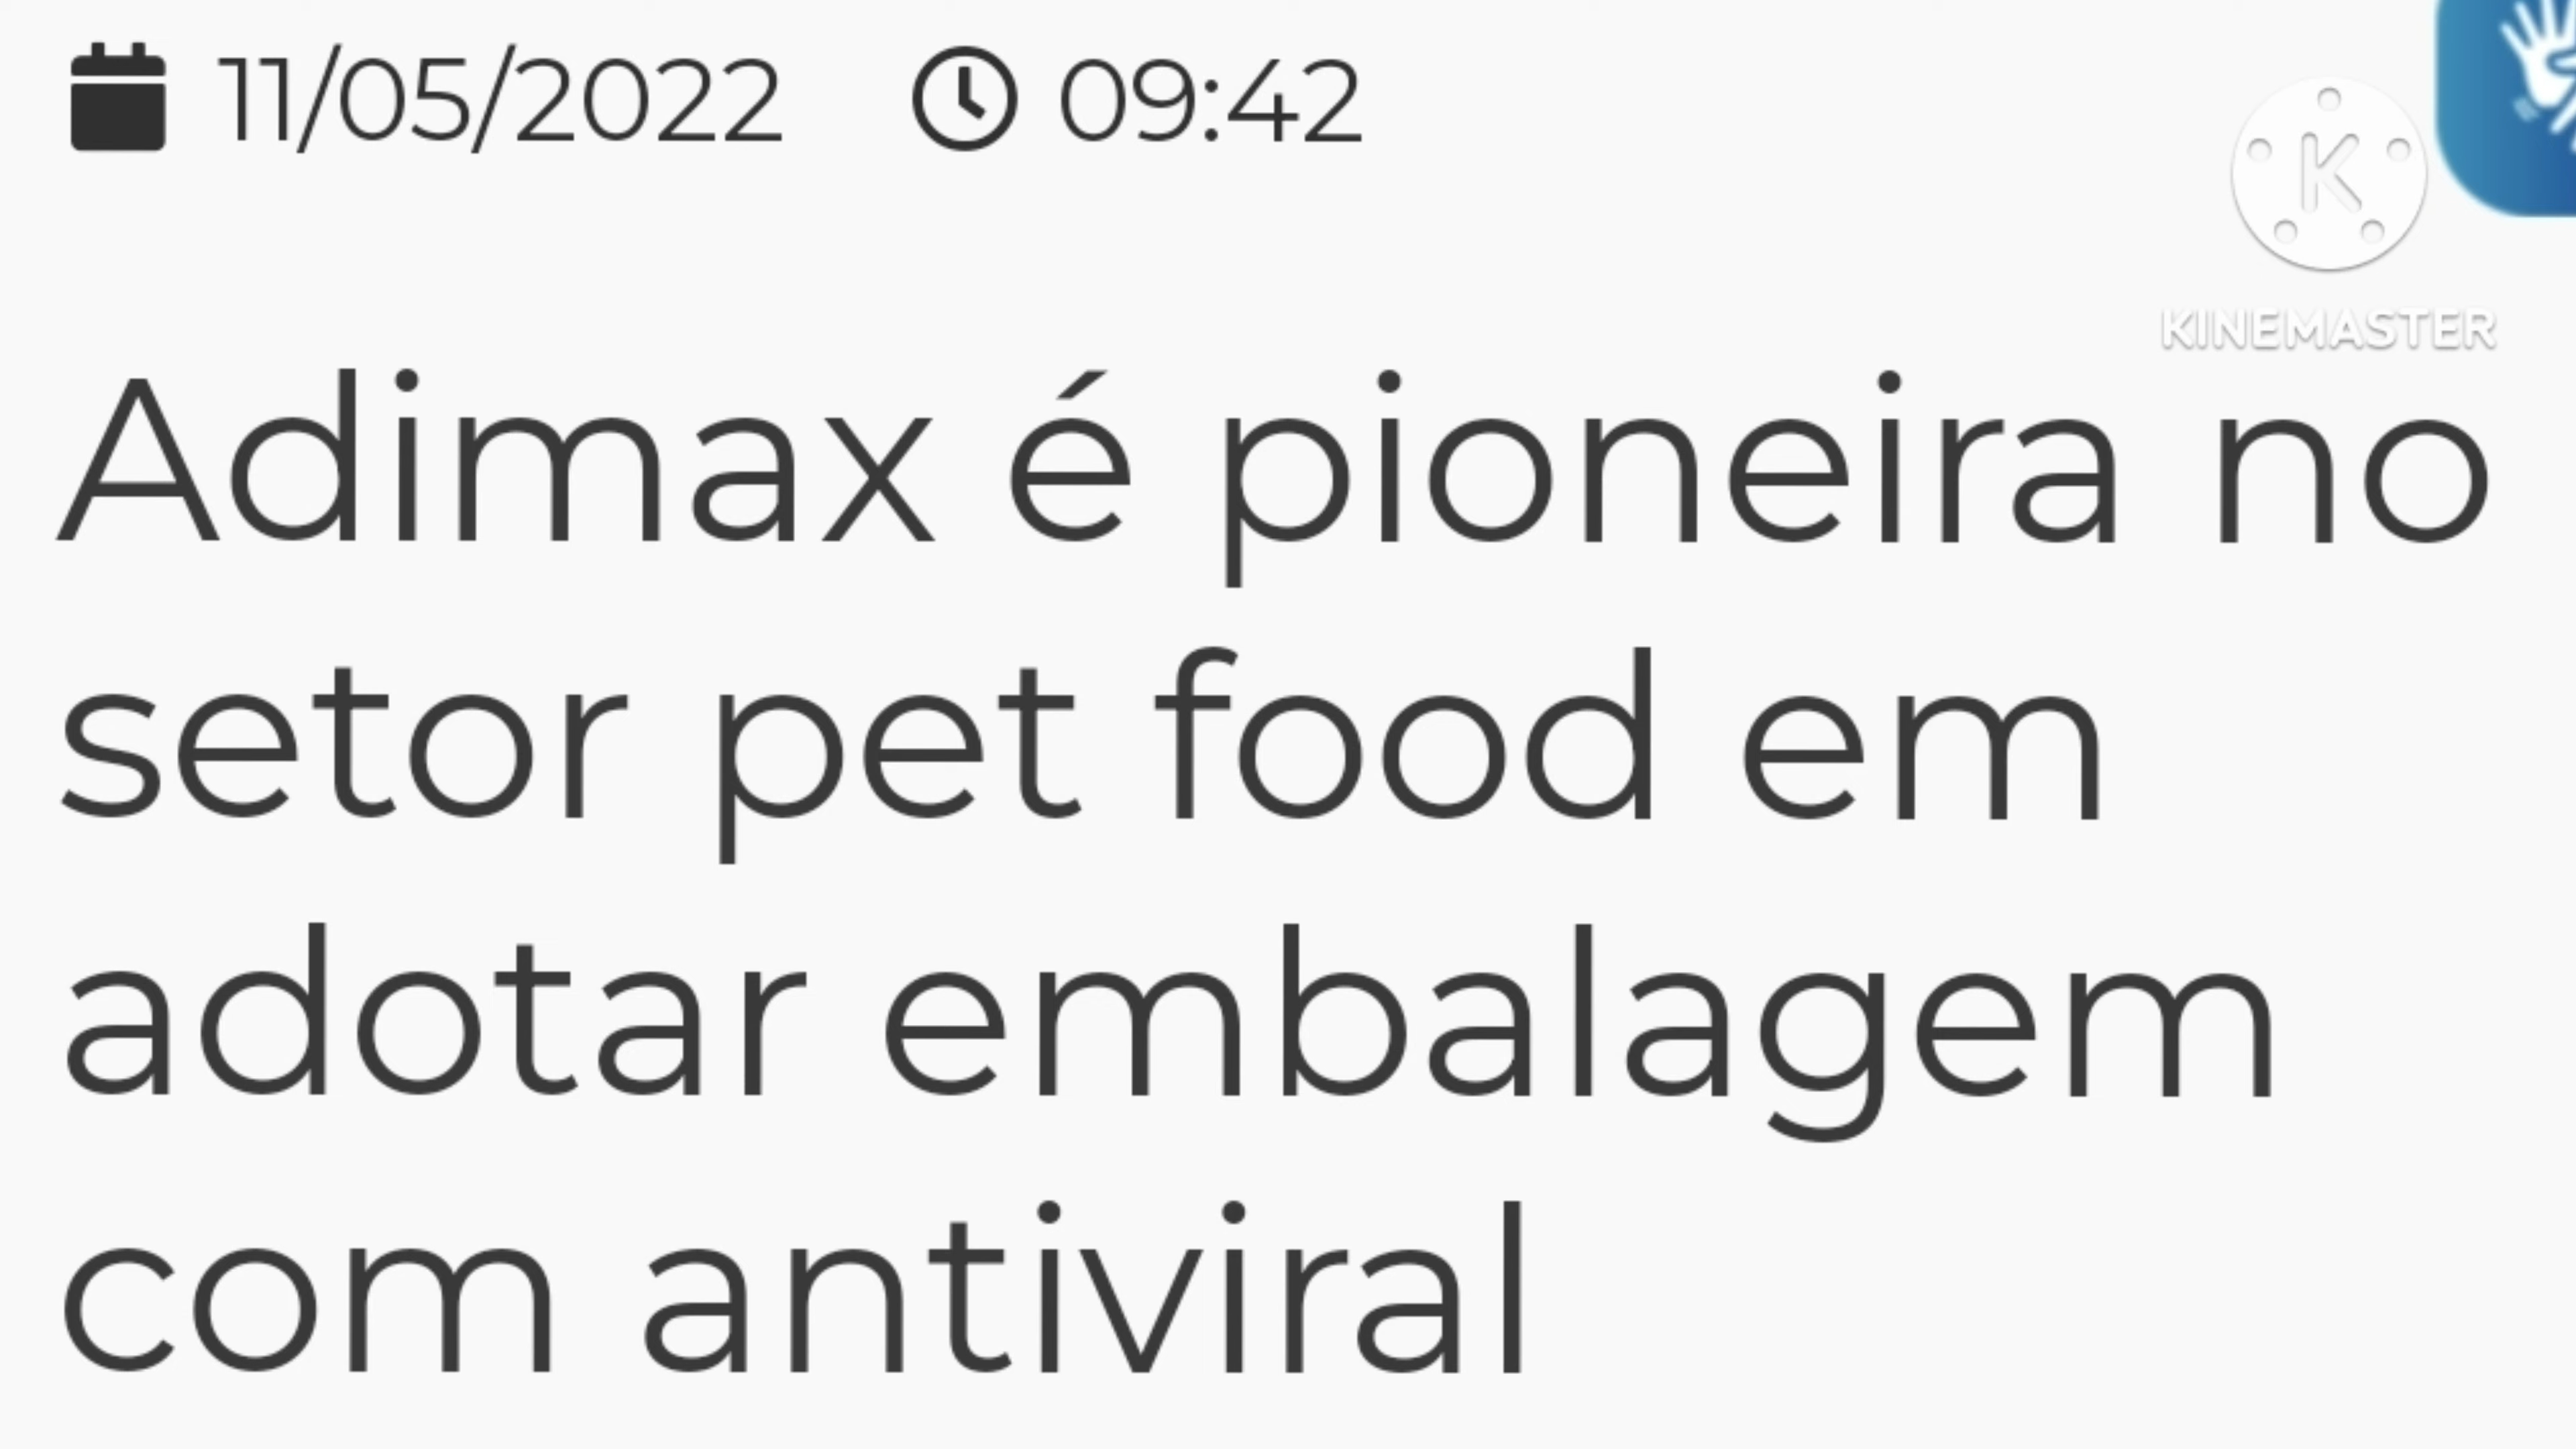 11/05/2022 09:42
KINEMASTER
Adimax é pioneira no
setor pet food em
adotar embalagem
com antiviral